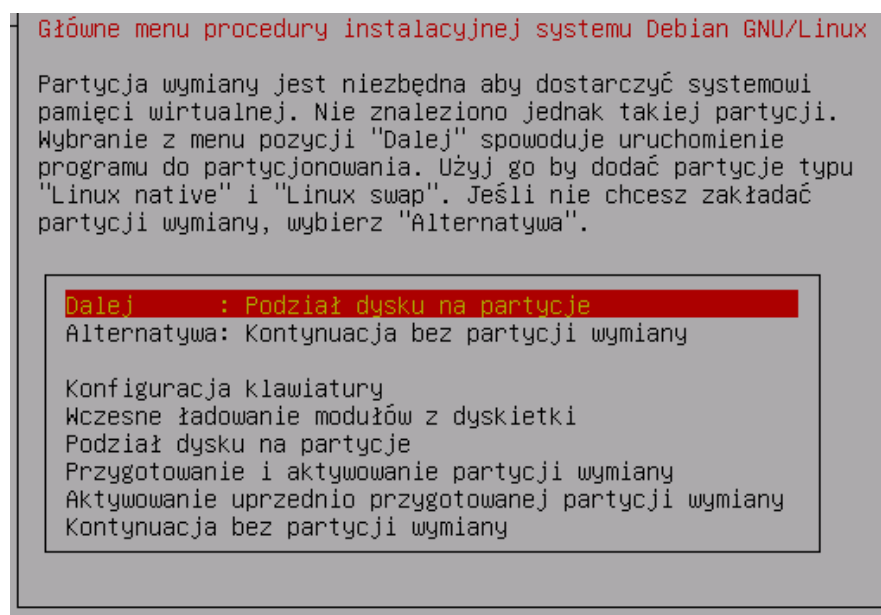 Główne menu procedury instalacyjnej systemu Debian GNU/Linux
Partycja wymiany jest niezbędna aby dostarczyć systemowi
pamięci wirtualnej. Nie znaleziono jednak takiej partycji.
Wybranie z menu pozycji "Dalej" spowoduje uruchomienie
programu do partycjonowania. Użyj go by dodać partycje typu
"Linux native" i "Linux swap". Jeśli nie chcesz zakładać
partycji wymiany, wybierz "Alternatywa".
Dalej : Podział dysku na partycje
Alternatywa: Kontynuacja bez partycji wymiany
Konfiguracja klawiatury
Wczesne ładowanie modułów z dyskietki
Podział dysku na partycje
Przygotowanie i aktywowanie partycji wymiany
Aktywowanie uprzednio przygotowanej partycji wymiany
Kontynuacja bez partycji wymiany